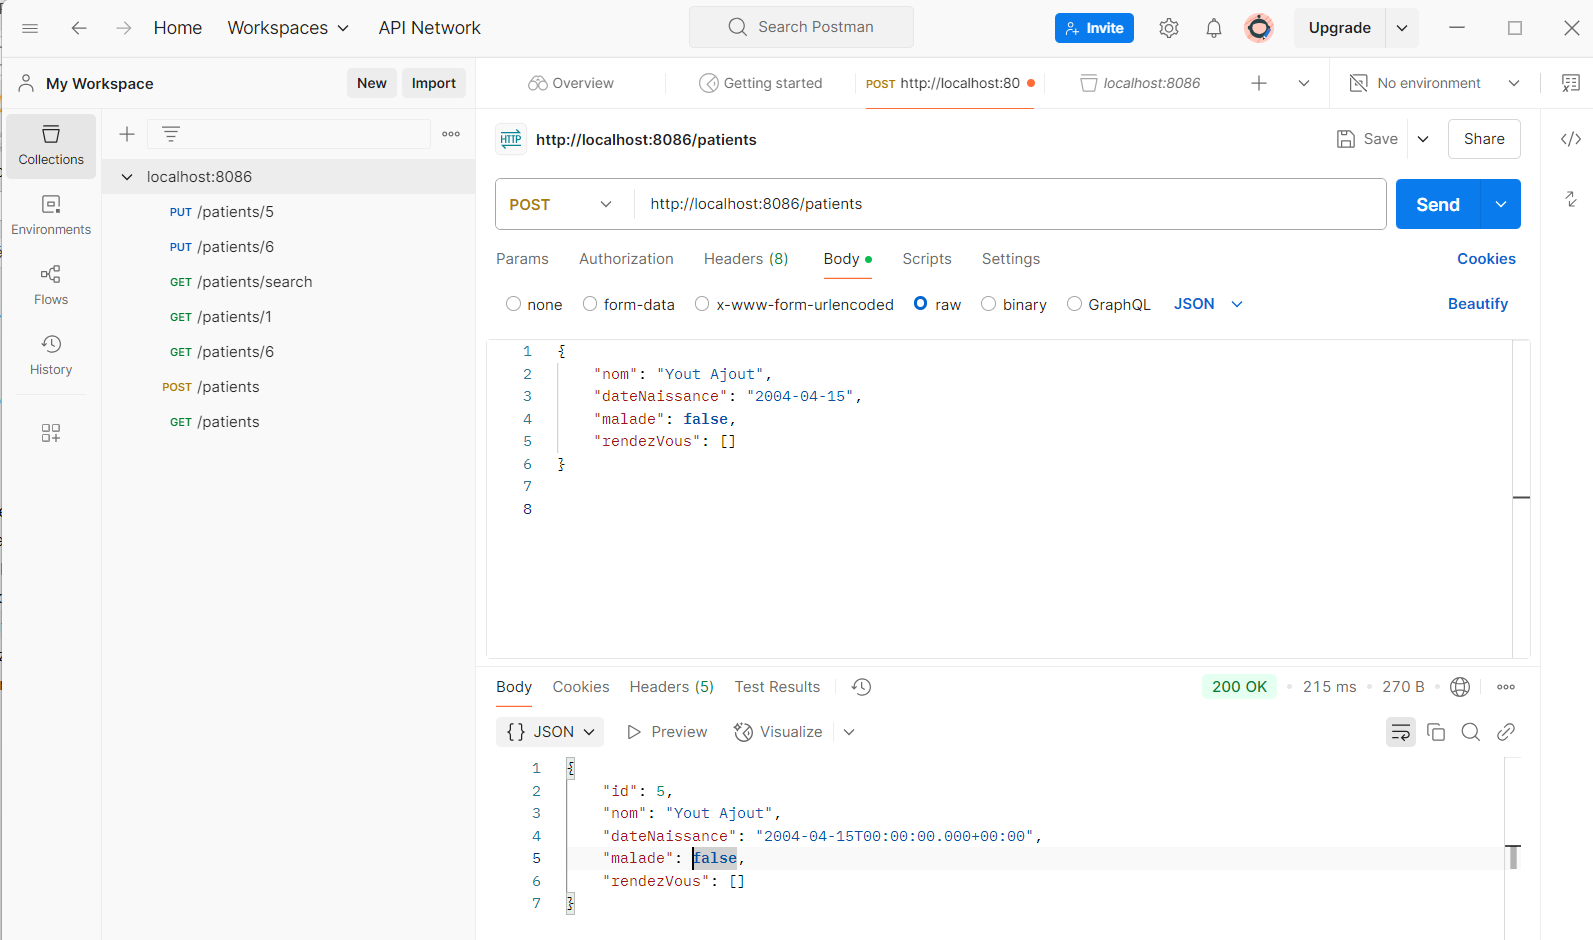 Home Workspaces API Network Search Postman Invite Upgrade
My Workspace New Import Overview Getting started POST http://localhost:80 localhost:8086 No environment
Collections
Environments
Flows
History
localhost:8086
PUT /patients/5
PUT /patients/6
GET /patients/search
GET /patients/1
GET /patients/6
POST /patients
GET /patients
HTTP http://localhost:8086/patients Save Share
POST http://localhost:8086/patients Send
Params Authorization Headers (8) Body Scripts Settings Cookies
none form-data x-www-form-urlencoded raw binary GraphQL JSON Beautify
1 {
2 "nom": "Yout Ajout",
3 "dateNaissance": "2004-04-15",
4 "malade": false,
5 "rendezVous": []
6 }
7
8
Body Cookies Headers (5) Test Results 200 OK 215 ms 270 B
{} JSON Preview Visualize
1 {
2 "id": 5,
3 "nom": "Yout Ajout",
4 "dateNaissance": "2004-04-15T00:00:00.000+00:00",
5 "malade": false,
6 "rendezVous": []
7 }